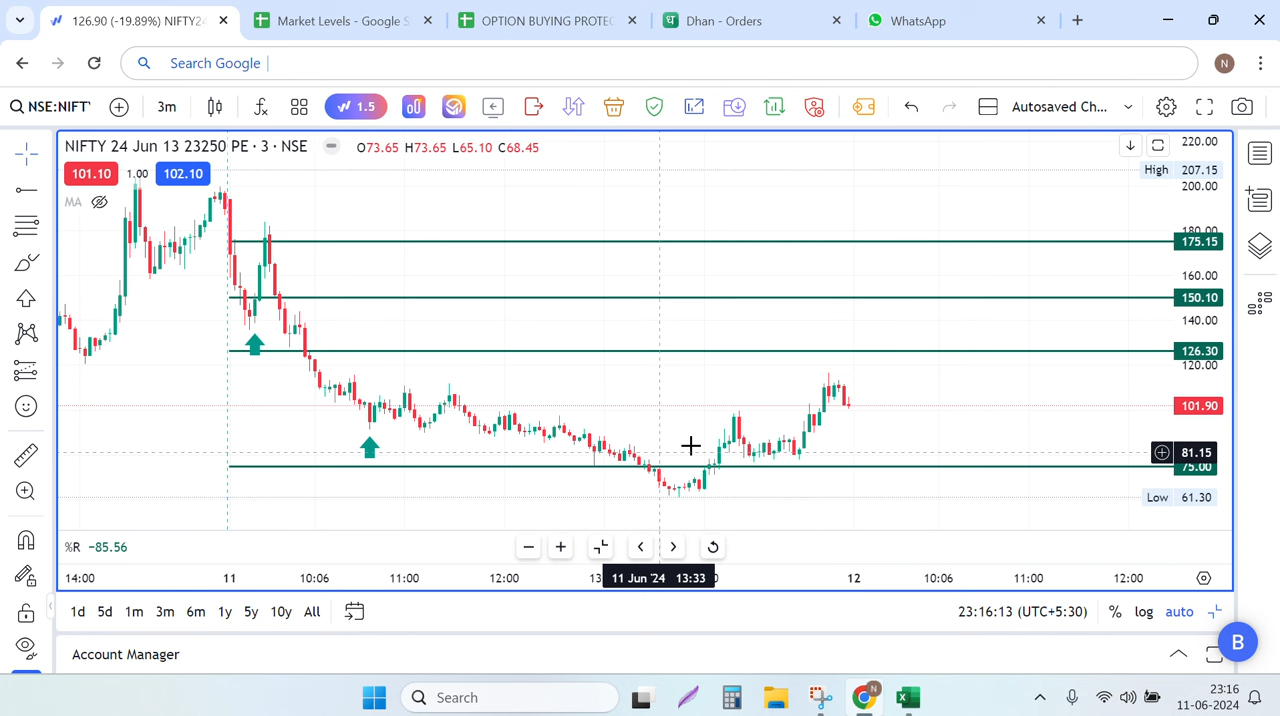 126.90 (-19.89%) NIFTY24
Market Levels - Google S
OPTION BUYING PROTEC
Dhan - Orders
WhatsApp
Search Google
N
NSE:NIFTY
3m
1.5
Autosaved Ch...
NIFTY 24 Jun 13 23250 PE · 3 · NSE
O73.65 H73.65 L65.10 C68.45
101.10 1.00 102.10
MA
220.00
High 207.15
200.00
180.00
175.15
160.00
150.10
140.00
126.30
120.00
101.90
81.15
75.00
Low 61.30
%R -85.56
14:00 11 10:06 11:00 12:00 13 11 Jun '24 13:33 0 12 10:06 11:00 12:00
1d 5d 1m 3m 6m 1y 5y 10y All
23:16:13 (UTC+5:30) % log auto
B
Account Manager
Search
N
23:16
11-06-2024